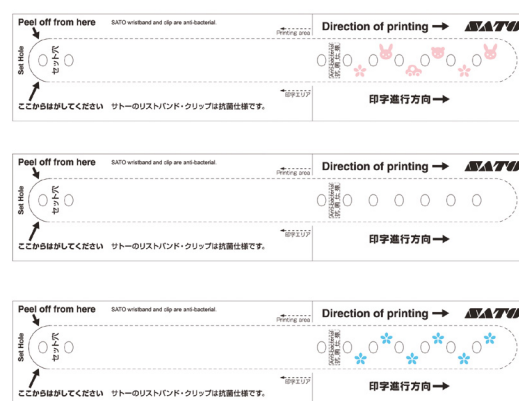 Peel off from here
SATO wristband and clip are anti-bacterial.
Printing area
Direction of printing
SATO
Set Hole
セット穴
Anti-bacterial
抗菌仕様
ここからはがしてください
サトーのリストバンド・クリップは抗菌仕様です。
印字エリア
印字進行方向
Peel off from here
SATO wristband and clip are anti-bacterial.
Printing area
Direction of printing
SATO
Set Hole
セット穴
Anti-bacterial
抗菌仕様
ここからはがしてください
サトーのリストバンド・クリップは抗菌仕様です。
印字エリア
印字進行方向
Peel off from here
SATO wristband and clip are anti-bacterial.
Printing area
Direction of printing
SATO
Set Hole
セット穴
Anti-bacterial
抗菌仕様
ここからはがしてください
サトーのリストバンド・クリップは抗菌仕様です。
印字エリア
印字進行方向